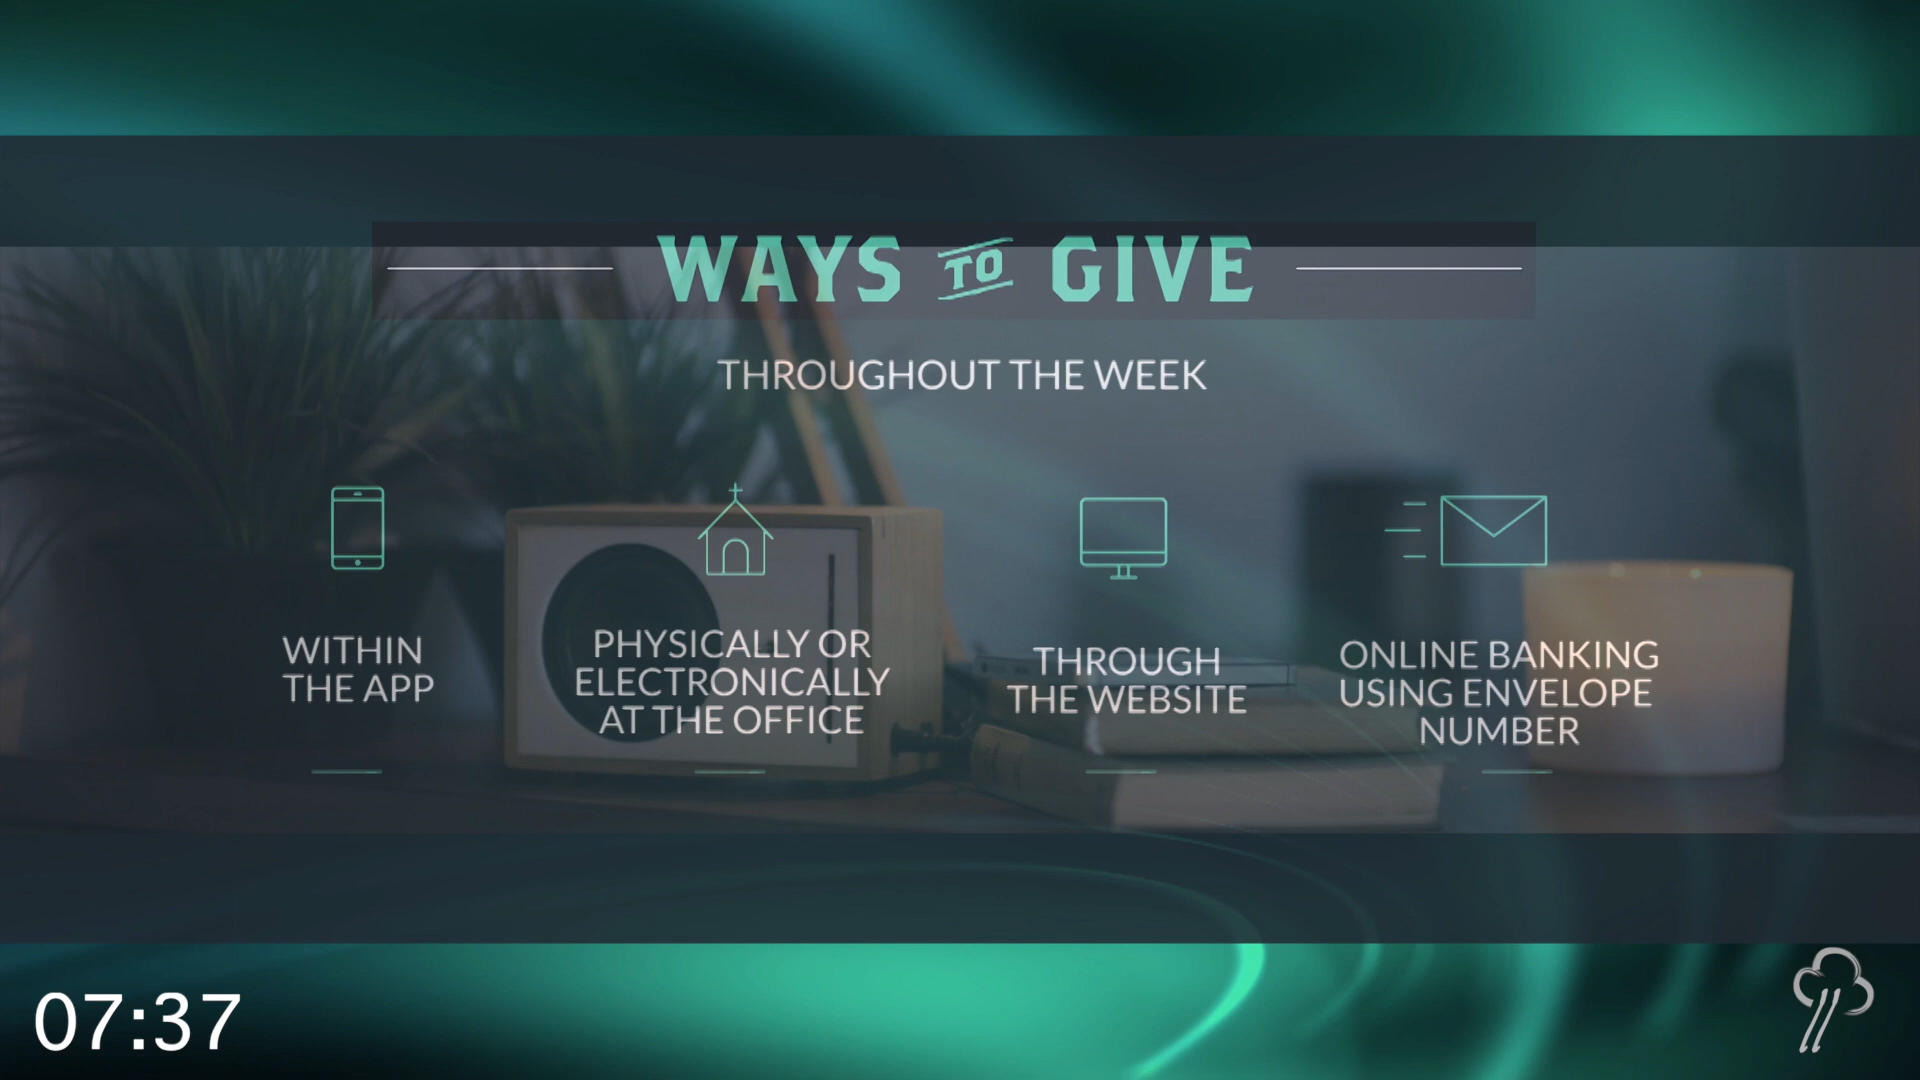 WAYS TO GIVE
THROUGHOUT THE WEEK
WITHIN
THE APP
PHYSICALLY OR
ELECTRONICALLY
AT THE OFFICE
THROUGH
THE WEBSITE
ONLINE BANKING
USING ENVELOPE
NUMBER
07:37